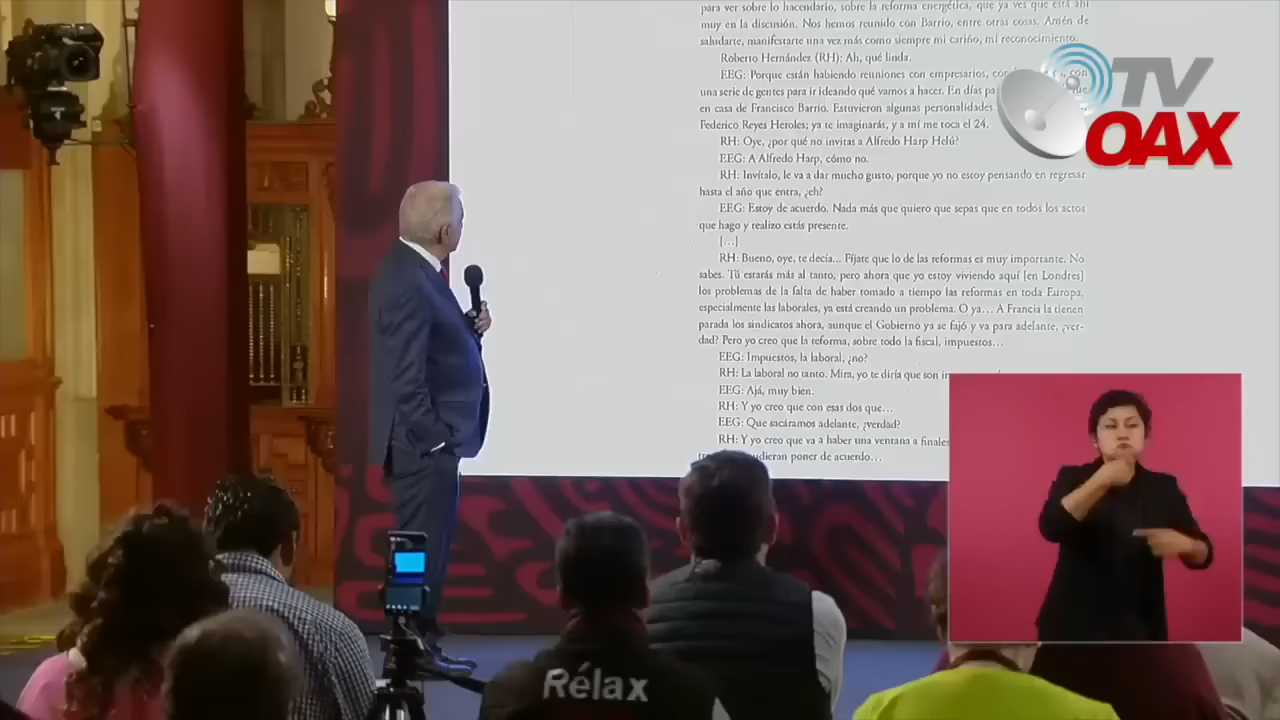 para ver sobre lo hacendario, sobre la reforma energética, que ya ves que está ahí
muy en la discusión. Nos hemos reunido con Barrio, entre otras cosas. Amén de
saludarte, manifestarte una vez más como siempre mi cariño, mi reconocimiento.
Roberto Hernández (RH): Ah, qué linda.
EEG: Porque están habiendo reuniones con empresarios, con
una serie de gentes para ir ideando qué vamos a hacer. En días
en casa de Francisco Barrio. Estuvieron algunas personalidades
Federico Reyes Heroles; ya te imaginarás, y a mí me toca el 24.
RH: Oye, ¿por qué no invitas a Alfredo Harp Helú?
EEG: A Alfredo Harp, cómo no.
RH: Invítalo, le va a dar mucho gusto, porque yo no estoy pensando en regresar
hasta el año que entra, ¿eh?
EEG: Estoy de acuerdo. Nada más que quiero que sepas que en todos los actos
que hago y realizo estás presente.
[...]
RH: Bueno, oye, te decía... Fíjate que lo de las reformas es muy importante. No
sabes. Tú estarás más al tanto, pero ahora que yo estoy viviendo aquí [en Londres]
los problemas de la falta de haber tomado a tiempo las reformas en toda Europa,
especialmente las laborales, ya está creando un problema. O ya... A Francia la tienen
parada los sindicatos ahora, aunque el Gobierno ya se fajó y va para adelante, ¿ver-
dad? Pero yo creo que la reforma, sobre todo la fiscal, impuestos...
EEG: Impuestos, la laboral, ¿no?
RH: La laboral no tanto. Mira, yo te diría que son
EEG: Ajá, muy bien.
RH: Y yo creo que con esas dos que...
EEG: Que sacáramos adelante, ¿verdad?
RH: Y yo creo que va a haber una ventana a finales
pudieran poner de acuerdo...
TV
OAX
Rélax